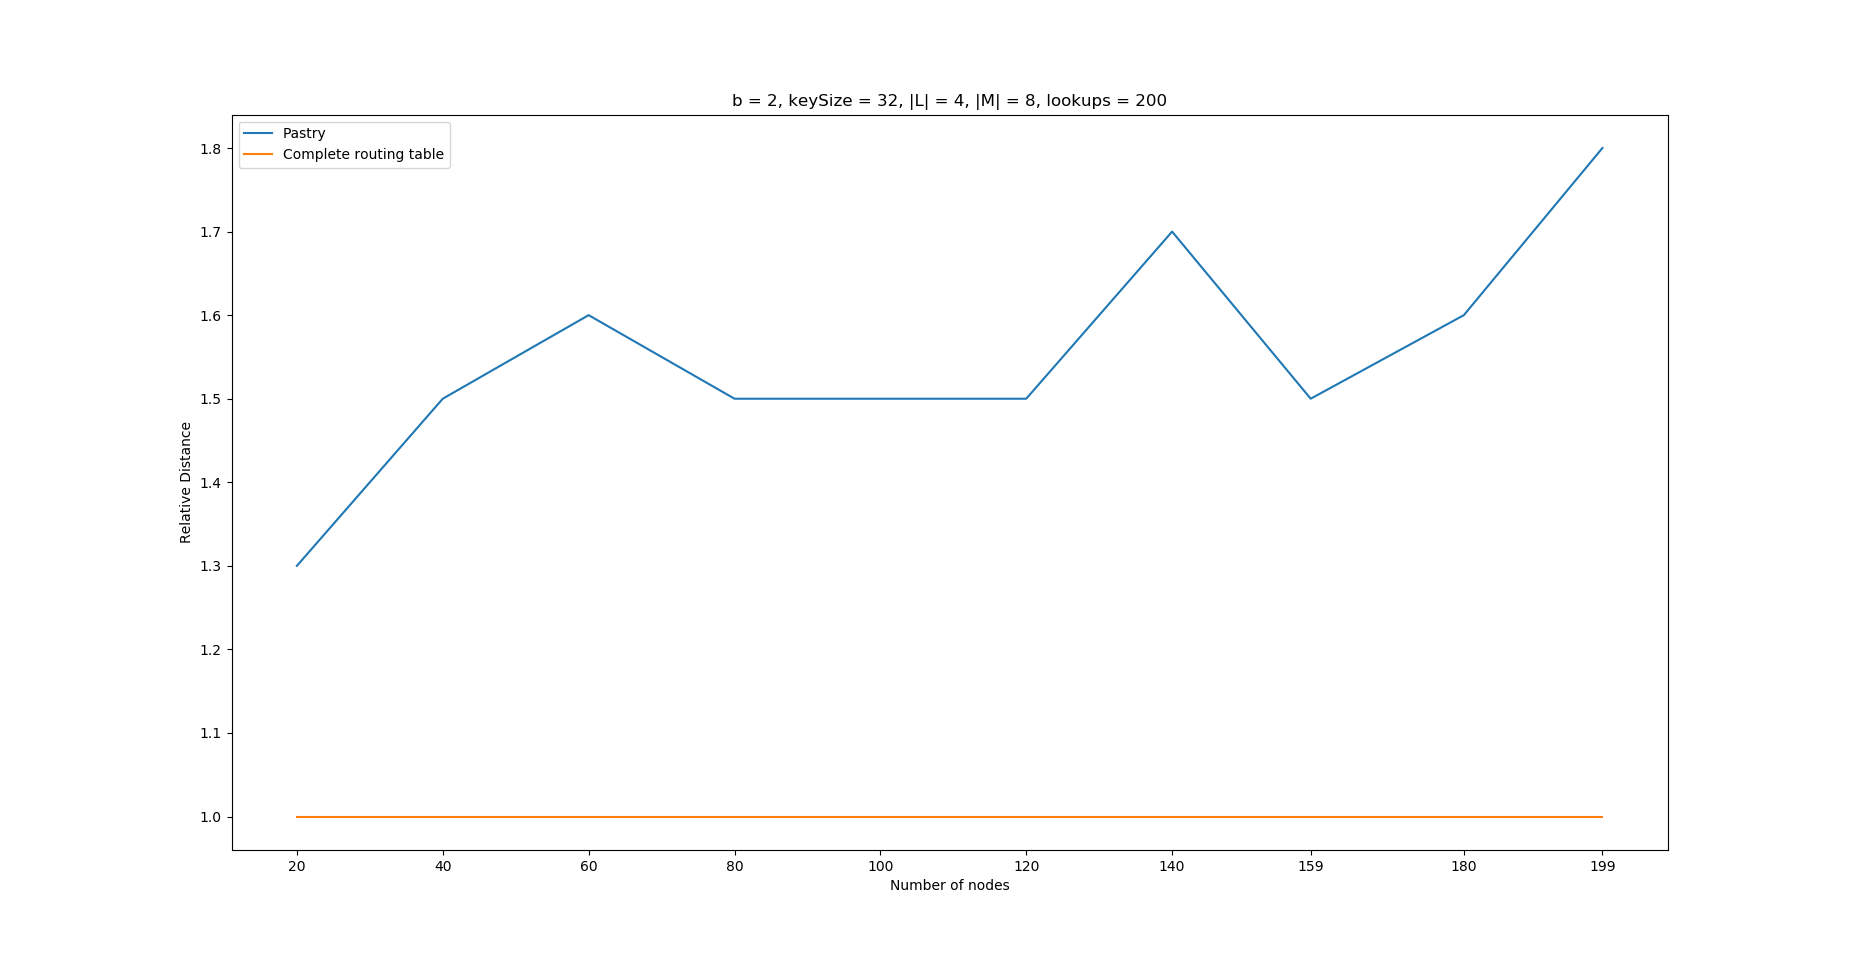 b = 2, keySize = 32, |L| = 4, |M| = 8, lookups = 200
Pastry
Complete routing table
Relative Distance
1.8
1.7
1.6
1.5
1.4
1.3
1.2
1.1
1.0
20 40 60 80 100 120 140 159 180 199
Number of nodes